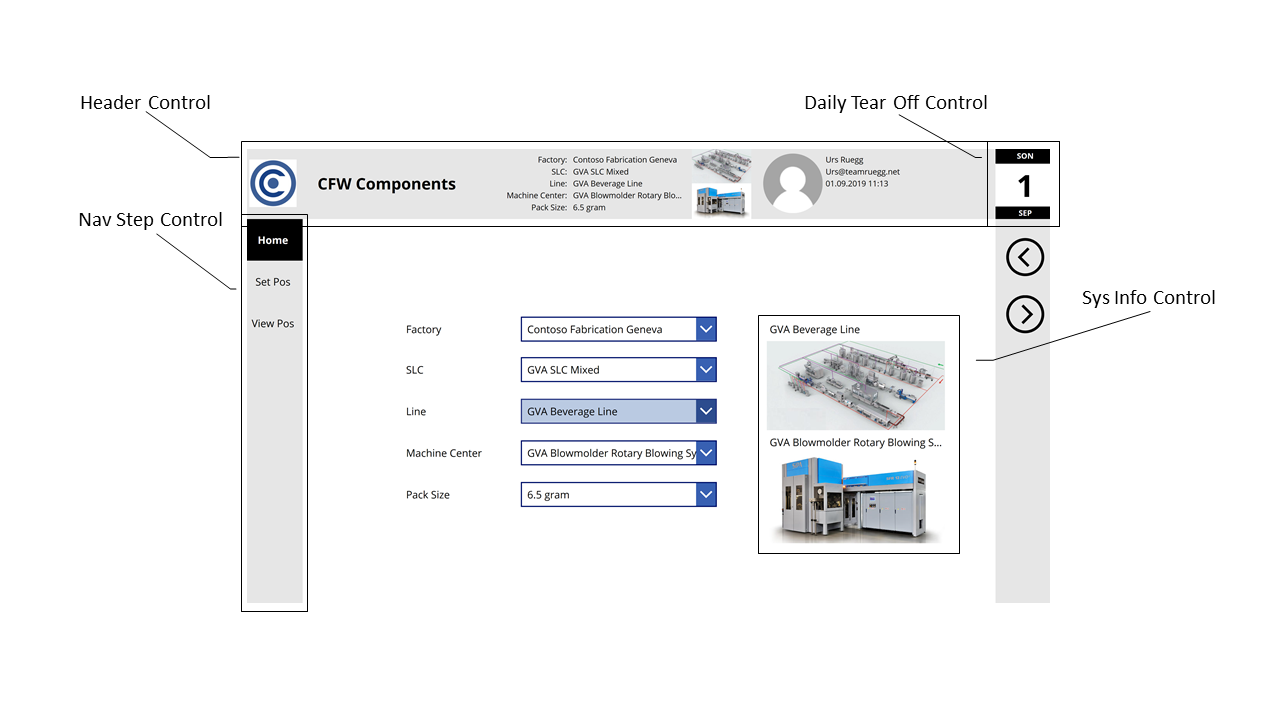 Header Control
Daily Tear Off Control
CFW Components
Factory: Contoso Fabrication Geneva
SLC: GVA SLC Mixed
Line: GVA Beverage Line
Machine Center: GVA Blowmolder Rotary Blo...
Pack Size: 6.5 gram
Urs Ruegg
Urs@teamruegg.net
01.09.2019 11:13
SON
1
SEP
Nav Step Control
Home
Set Pos
View Pos
Sys Info Control
Factory Contoso Fabrication Geneva
SLC GVA SLC Mixed
Line GVA Beverage Line
Machine Center GVA Blowmolder Rotary Blowing Sy
Pack Size 6.5 gram
GVA Beverage Line
GVA Blowmolder Rotary Blowing S...